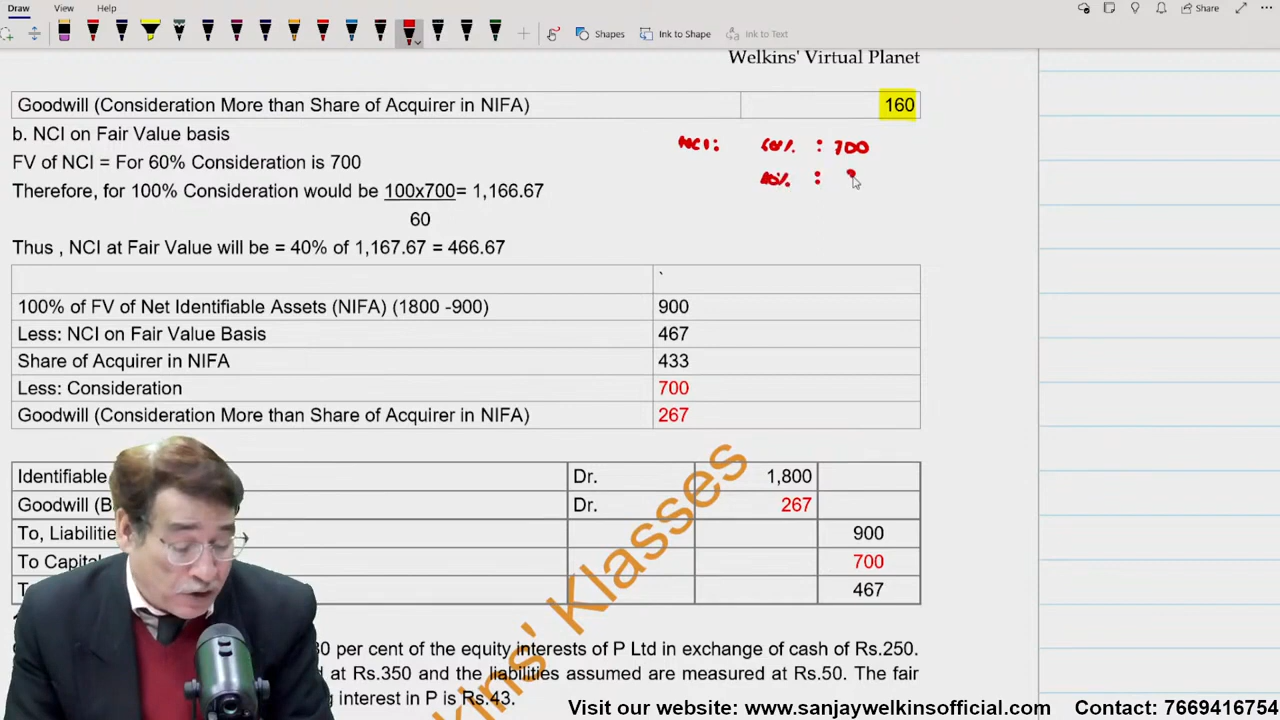 Draw View Help
Share
Shapes Ink to Shape Ink to Text
Welkins' Virtual Planet
Goodwill (Consideration More than Share of Acquirer in NIFA) 160
b. NCI on Fair Value basis
NCI: 60% : 700
FV of NCI = For 60% Consideration is 700
40% :
Therefore, for 100% Consideration would be 100x700= 1,166.67
60
Thus , NCI at Fair Value will be = 40% of 1,167.67 = 466.67
`
100% of FV of Net Identifiable Assets (NIFA) (1800 -900) 900
Less: NCI on Fair Value Basis 467
Share of Acquirer in NIFA 433
Less: Consideration 700
Goodwill (Consideration More than Share of Acquirer in NIFA) 267
Identifiable Dr. 1,800
Goodwill (B Dr. 267
To, Liabilitie 900
To Capital 700
467
30 per cent of the equity interests of P Ltd in exchange of cash of Rs.250.
at Rs.350 and the liabilities assumed are measured at Rs.50. The fair
interest in P is Rs.43.
kins' Klasses
Visit our website: www.sanjaywelkinsofficial.com Contact: 7669416754